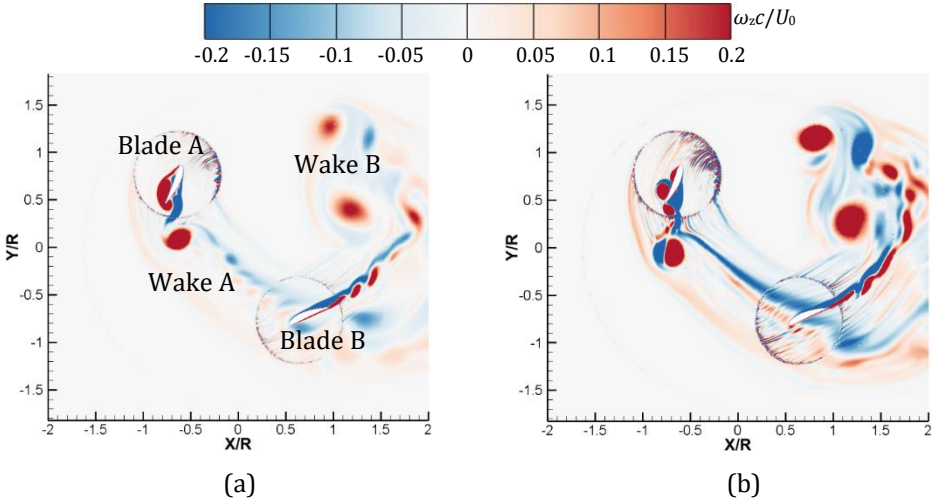 ωzc/U0
-0.2 -0.15 -0.1 -0.05 0 0.05 0.1 0.15 0.2
1.5
1
0.5
0
-0.5
-1
-1.5
Y/R
Blade A
Wake B
Wake A
Blade B
-2 -1.5 -1 -0.5 0 0.5 1 1.5 2
X/R
(a)
1.5
1
0.5
0
-0.5
-1
-1.5
Y/R
-2 -1.5 -1 -0.5 0 0.5 1 1.5 2
X/R
(b)